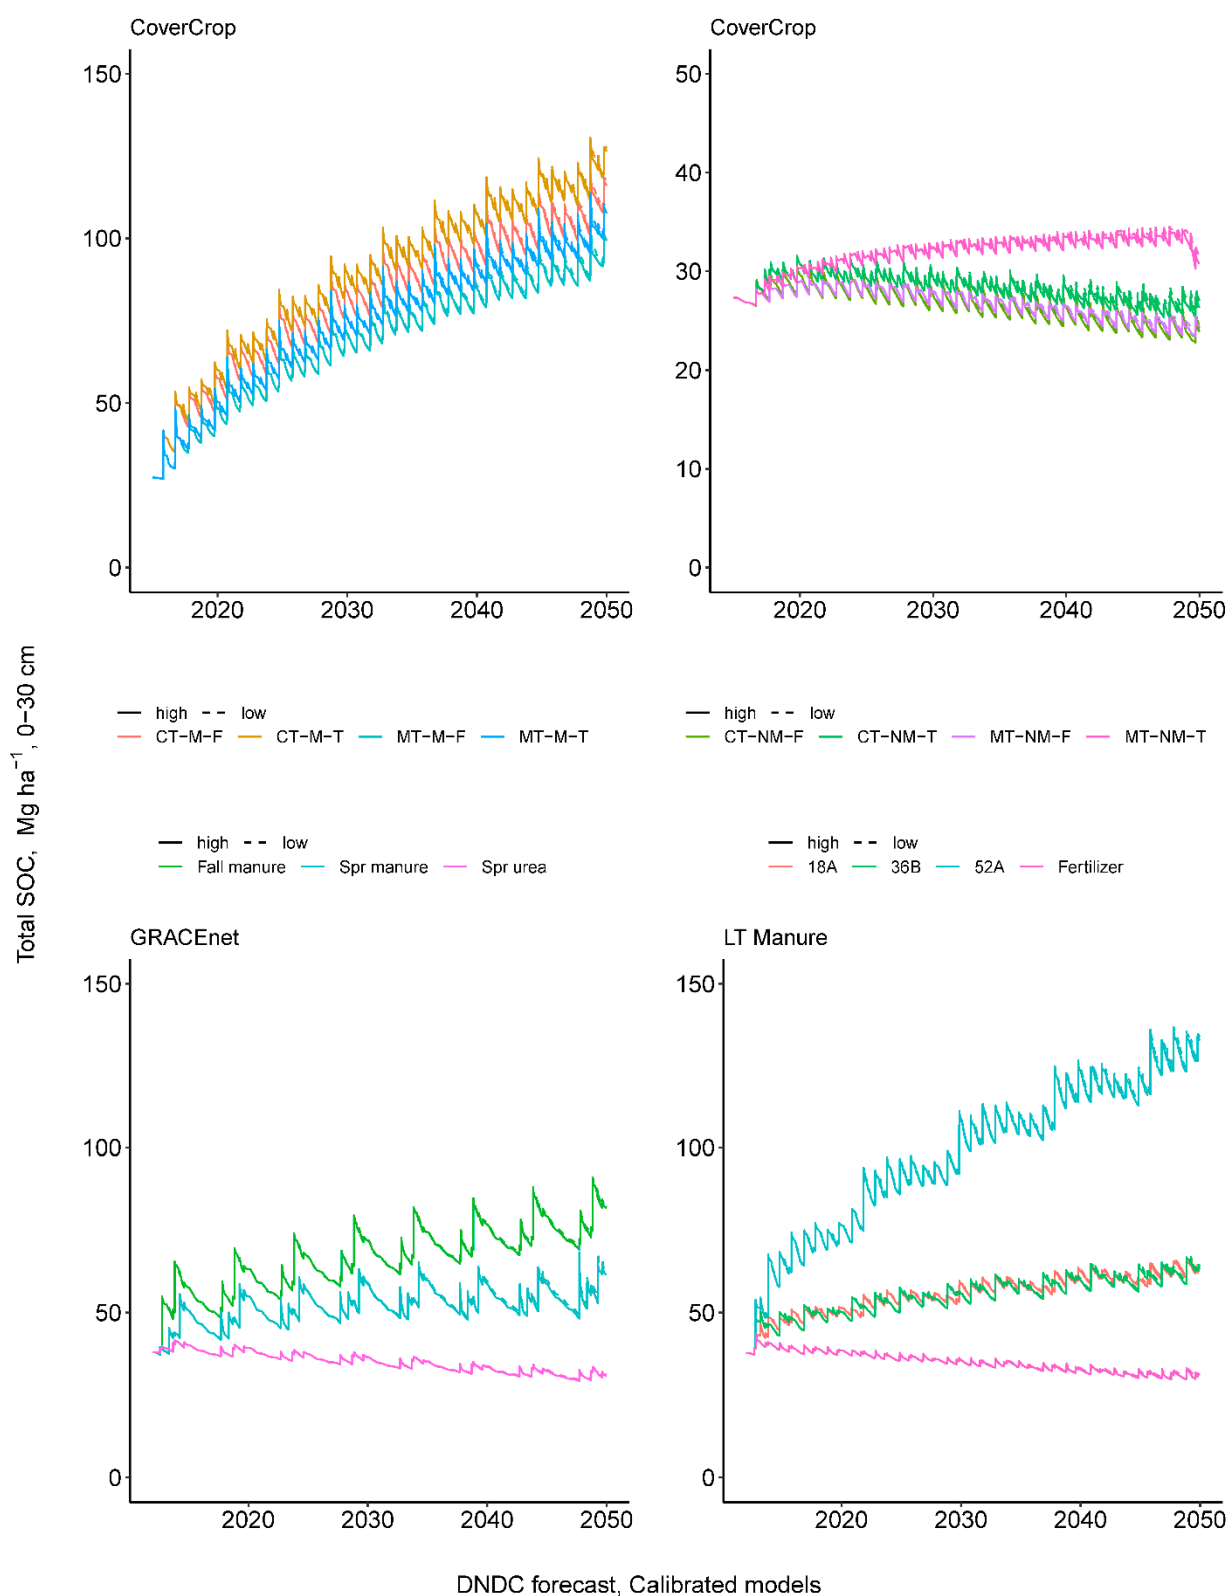 CoverCrop
CoverCrop
150
100
50
0
2020 2030 2040 2050
50
40
30
20
10
0
2020 2030 2040 2050
Total SOC, Mg ha⁻¹, 0−30 cm
high low
CT−M−F CT−M−T MT−M−F MT−M−T
high low
CT−NM−F CT−NM−T MT−NM−F MT−NM−T
high low
Fall manure Spr manure Spr urea
high low
18A 36B 52A Fertilizer
GRACEnet
LT Manure
150
100
50
0
2020 2030 2040 2050
150
100
50
0
2020 2030 2040 2050
DNDC forecast, Calibrated models